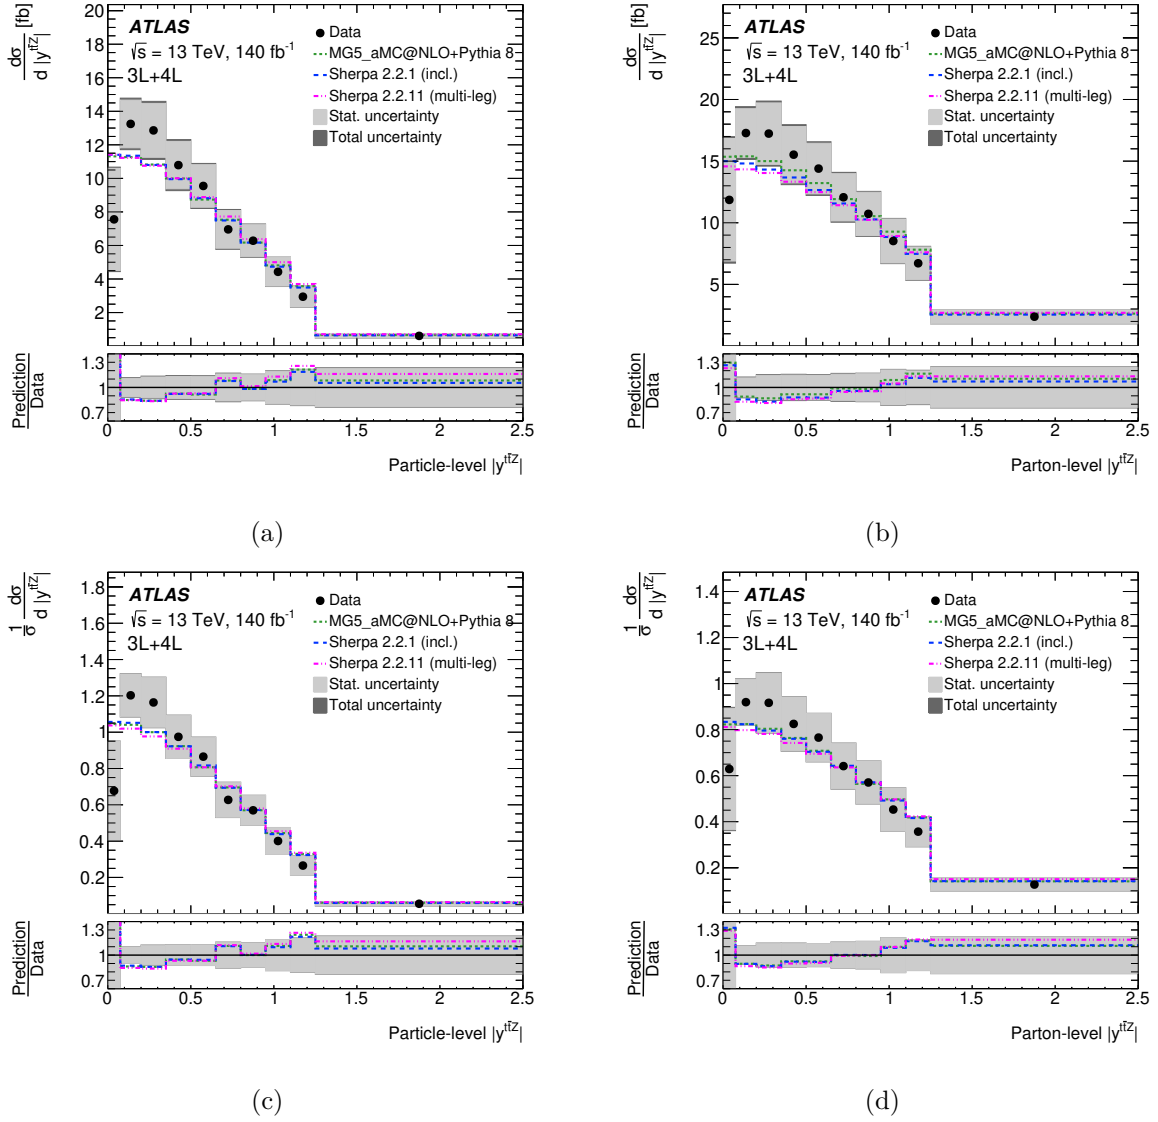 dσ
d |y^{tt̄Z}| [fb]
ATLAS
√s = 13 TeV, 140 fb⁻¹
3L+4L
Data
MG5_aMC@NLO+Pythia 8
Sherpa 2.2.1 (incl.)
Sherpa 2.2.11 (multi-leg)
Stat. uncertainty
Total uncertainty
20
18
16
14
12
10
8
6
4
2
Prediction
Data
1.3
1
0.7
0 0.5 1 1.5 2 2.5
Particle-level |y^{tt̄Z}|
(a)
dσ
d |y^{tt̄Z}| [fb]
ATLAS
√s = 13 TeV, 140 fb⁻¹
3L+4L
Data
MG5_aMC@NLO+Pythia 8
Sherpa 2.2.1 (incl.)
Sherpa 2.2.11 (multi-leg)
Stat. uncertainty
Total uncertainty
25
20
15
10
5
Prediction
Data
1.3
1
0.7
0 0.5 1 1.5 2 2.5
Parton-level |y^{tt̄Z}|
(b)
1 dσ
σ d |y^{tt̄Z}|
ATLAS
√s = 13 TeV, 140 fb⁻¹
3L+4L
Data
MG5_aMC@NLO+Pythia 8
Sherpa 2.2.1 (incl.)
Sherpa 2.2.11 (multi-leg)
Stat. uncertainty
Total uncertainty
1.8
1.6
1.4
1.2
1
0.8
0.6
0.4
0.2
Prediction
Data
1.3
1
0.7
0 0.5 1 1.5 2 2.5
Particle-level |y^{tt̄Z}|
(c)
1 dσ
σ d |y^{tt̄Z}|
ATLAS
√s = 13 TeV, 140 fb⁻¹
3L+4L
Data
MG5_aMC@NLO+Pythia 8
Sherpa 2.2.1 (incl.)
Sherpa 2.2.11 (multi-leg)
Stat. uncertainty
Total uncertainty
1.4
1.2
1
0.8
0.6
0.4
0.2
Prediction
Data
1.3
1
0.7
0 0.5 1 1.5 2 2.5
Parton-level |y^{tt̄Z}|
(d)